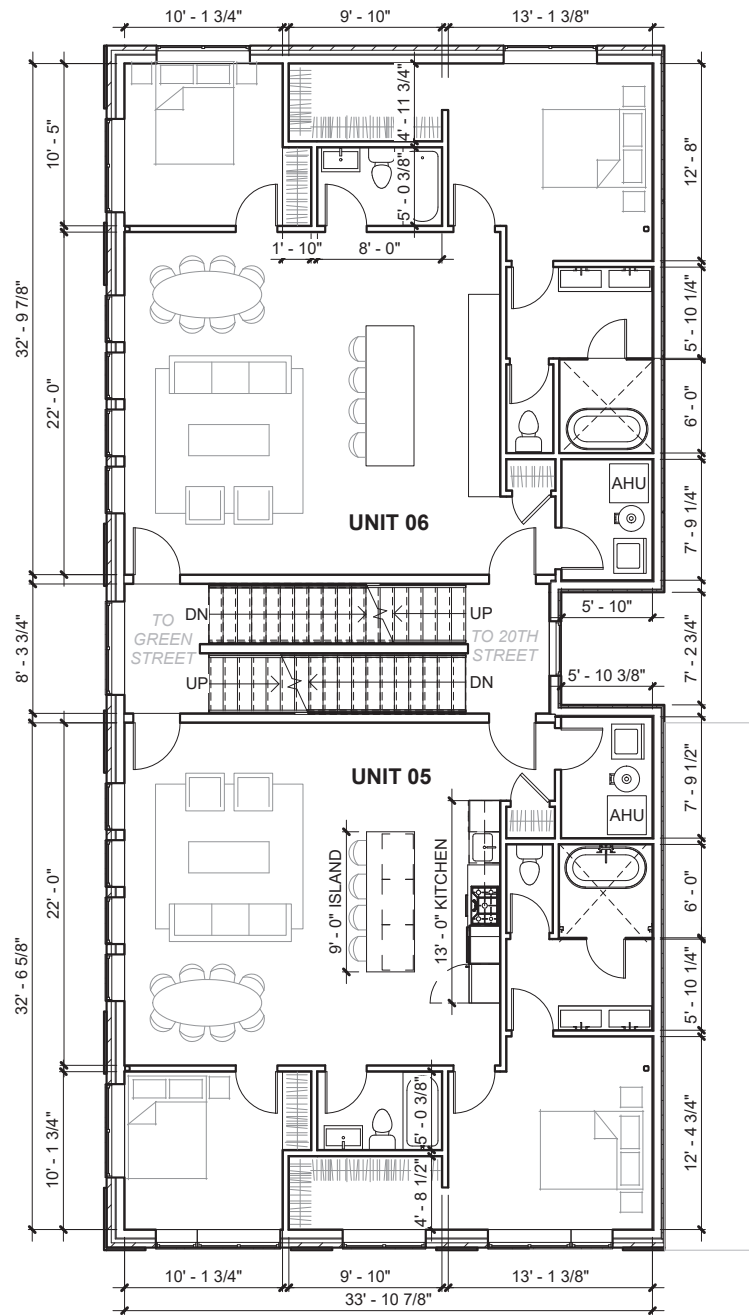 10' - 1 3/4"
9' - 10"
13' - 1 3/8"
10' - 5"
4' - 11 3/4"
5' - 0 3/8"
12' - 8"
1' - 10"
8' - 0"
5' - 10 1/4"
32' - 9 7/8"
22' - 0"
6' - 0"
AHU
UNIT 06
7' - 9 1/4"
DN
UP
TO
GREEN
STREET
TO 20TH
STREET
5' - 10"
8' - 3 3/4"
7' - 2 3/4"
UP
DN
5' - 10 3/8"
UNIT 05
7' - 9 1/2"
AHU
22' - 0"
9' - 0" ISLAND
13' - 0" KITCHEN
6' - 0"
32' - 6 5/8"
5' - 10 1/4"
10' - 1 3/4"
5' - 0 3/8"
4' - 8 1/2"
12' - 4 3/4"
10' - 1 3/4"
9' - 10"
13' - 1 3/8"
33' - 10 7/8"